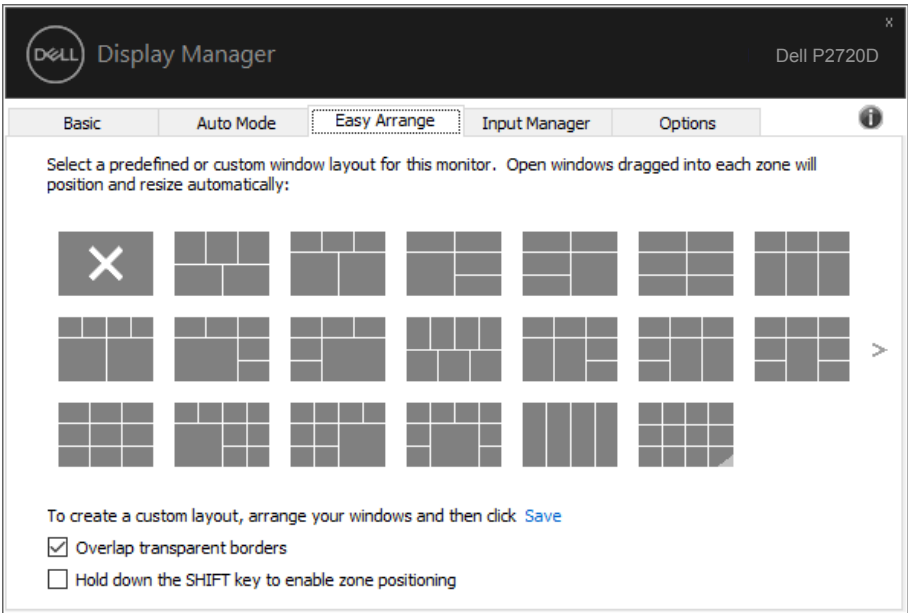 x
DELL Display Manager
Dell P2720D
Basic Auto Mode Easy Arrange Input Manager Options
Select a predefined or custom window layout for this monitor. Open windows dragged into each zone will
position and resize automatically:
>
To create a custom layout, arrange your windows and then click Save
Overlap transparent borders
Hold down the SHIFT key to enable zone positioning